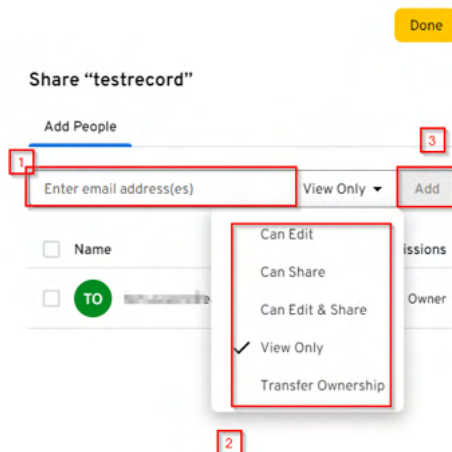 Done
Share “testrecord”
Add People
3
1
Enter email address(es) View Only Add
Can Edit
Name issions
Can Share
TO Owner
Can Edit & Share
View Only
Transfer Ownership
2